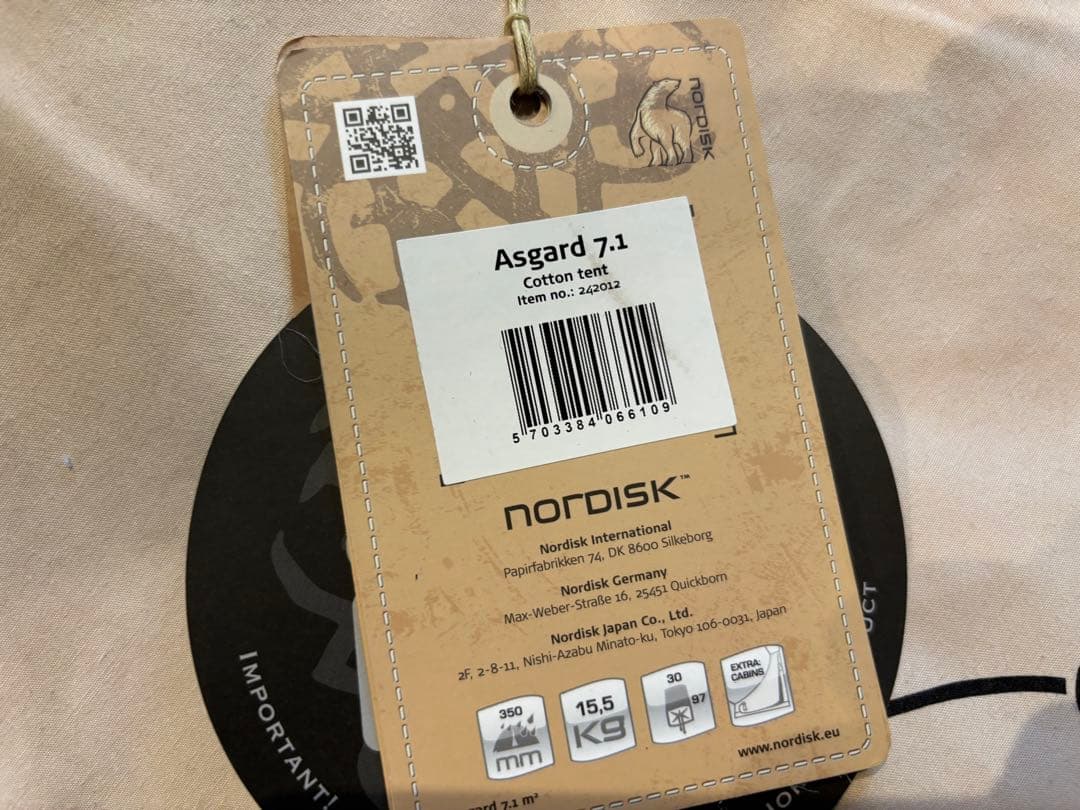 nordisk
Asgard 7.1
Cotton tent
Item no.: 242012
5 703384 066109
nordisk™
Nordisk International
Papirfabrikken 74, DK 8600 Silkeborg
Nordisk Germany
Max-Weber-Straße 16, 25451 Quickborn
Nordisk Japan Co., Ltd.
2F, 2-8-11, Nishi-Azabu Minato-ku, Tokyo 106-0031, Japan
350
mm
15,5
KG
30
97
EXTRA:
CABINS
www.nordisk.eu
7.1 m²
IMPORTANT!